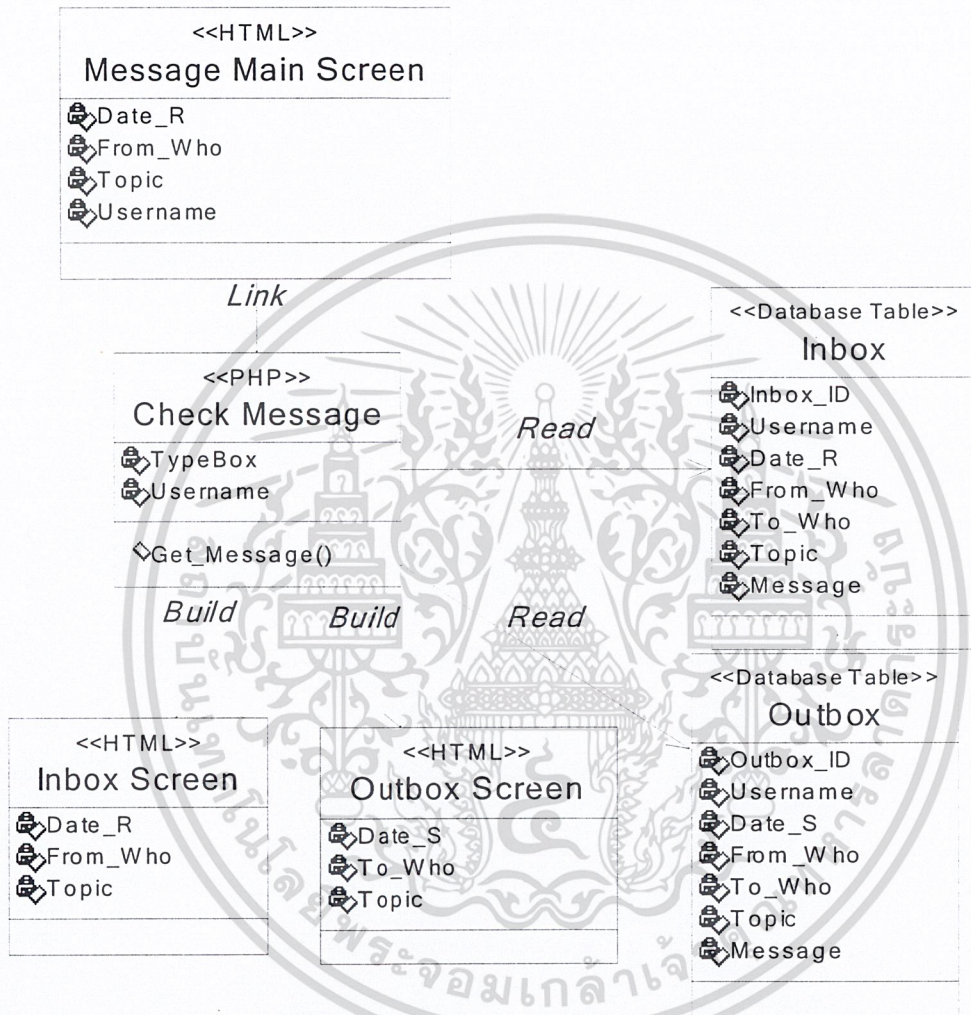 <<HTML>>
Message Main Screen
Date_R
From_Who
Topic
Username
Link
<<PHP>>
Check Message
TypeBox
Username
Get_Message()
Read
<<Database Table>>
Inbox
Inbox_ID
Username
Date_R
From_Who
To_Who
Topic
Message
Build
Build
Read
<<HTML>>
Inbox Screen
Date_R
From_Who
Topic
<<HTML>>
Outbox Screen
Date_S
To_Who
Topic
<<Database Table>>
Outbox
Outbox_ID
Username
Date_S
From_Who
To_Who
Topic
Message